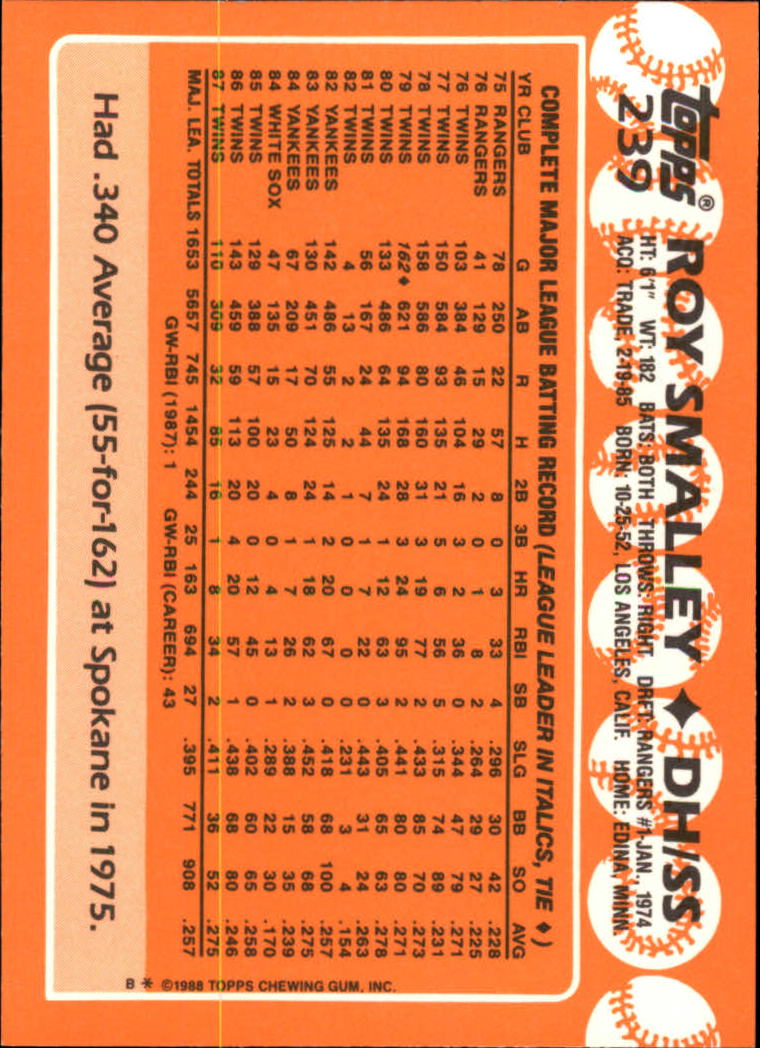 topps®
239
ROY SMALLEY ♦ DH/SS
HT: 6'1" WT: 182 BATS: BOTH THROWS: RIGHT DRFT: RANGERS #1-JAN., 1974
ACQ: TRADE, 2-19-85 BORN: 10-25-52, LOS ANGELES, CALIF. HOME: EDINA, MINN.
COMPLETE MAJOR LEAGUE BATTING RECORD (LEAGUE LEADER IN ITALICS, TIE ♦)
YR CLUB G AB R H 2B 3B HR RBI SB SLG BB SO AVG
75 RANGERS 78 250 22 57 8 0 3 33 4 .296 30 42 .228
76 RANGERS 41 129 15 29 2 0 1 8 2 .264 29 27 .225
76 TWINS 103 384 46 104 16 3 2 36 0 .344 47 79 .271
77 TWINS 150 584 93 135 21 5 6 56 5 .315 74 89 .231
78 TWINS 158 586 80 160 31 3 19 77 2 .433 85 70 .273
79 TWINS 162♦ 621 94 168 28 3 24 95 2 .441 80 80 .271
80 TWINS 133 486 64 135 24 1 12 63 3 .405 65 63 .278
81 TWINS 56 167 24 44 7 1 7 22 0 .443 31 24 .263
82 TWINS 4 13 2 2 1 0 0 0 0 .231 3 4 .154
82 YANKEES 142 486 55 125 14 2 20 67 0 .418 68 100 .257
83 YANKEES 130 451 70 124 24 1 18 62 3 .452 58 68 .275
84 YANKEES 67 209 17 50 8 1 7 26 2 .388 15 35 .239
84 WHITE SOX 47 135 15 23 4 0 4 13 1 .289 22 30 .170
85 TWINS 129 388 57 100 20 0 12 45 0 .402 60 65 .258
86 TWINS 143 459 59 113 20 4 20 57 1 .438 68 80 .246
87 TWINS 110 309 32 85 16 1 8 34 2 .411 36 52 .275
MAJ. LEA. TOTALS 1653 5657 745 1454 244 25 163 694 27 .395 771 908 .257
GW-RBI (1987): 1 GW-RBI (CAREER): 43
B * ©1988 TOPPS CHEWING GUM, INC.
Had .340 Average (55-for-162) at Spokane in 1975.